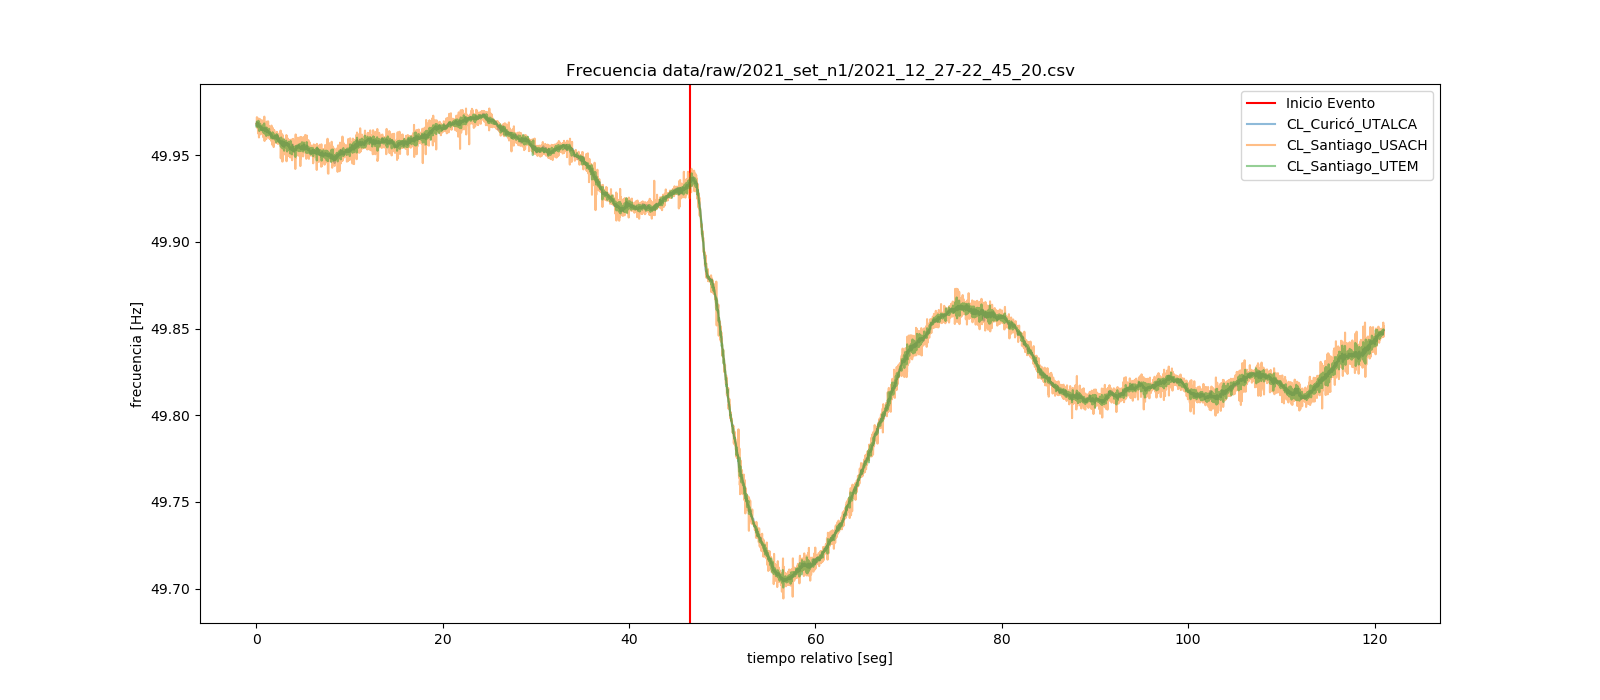 Frecuencia data/raw/2021_set_n1/2021_12_27-22_45_20.csv
Inicio Evento
CL_Curicó_UTALCA
CL_Santiago_USACH
CL_Santiago_UTEM
frecuencia [Hz]
49.95
49.90
49.85
49.80
49.75
49.70
0 20 40 60 80 100 120
tiempo relativo [seg]